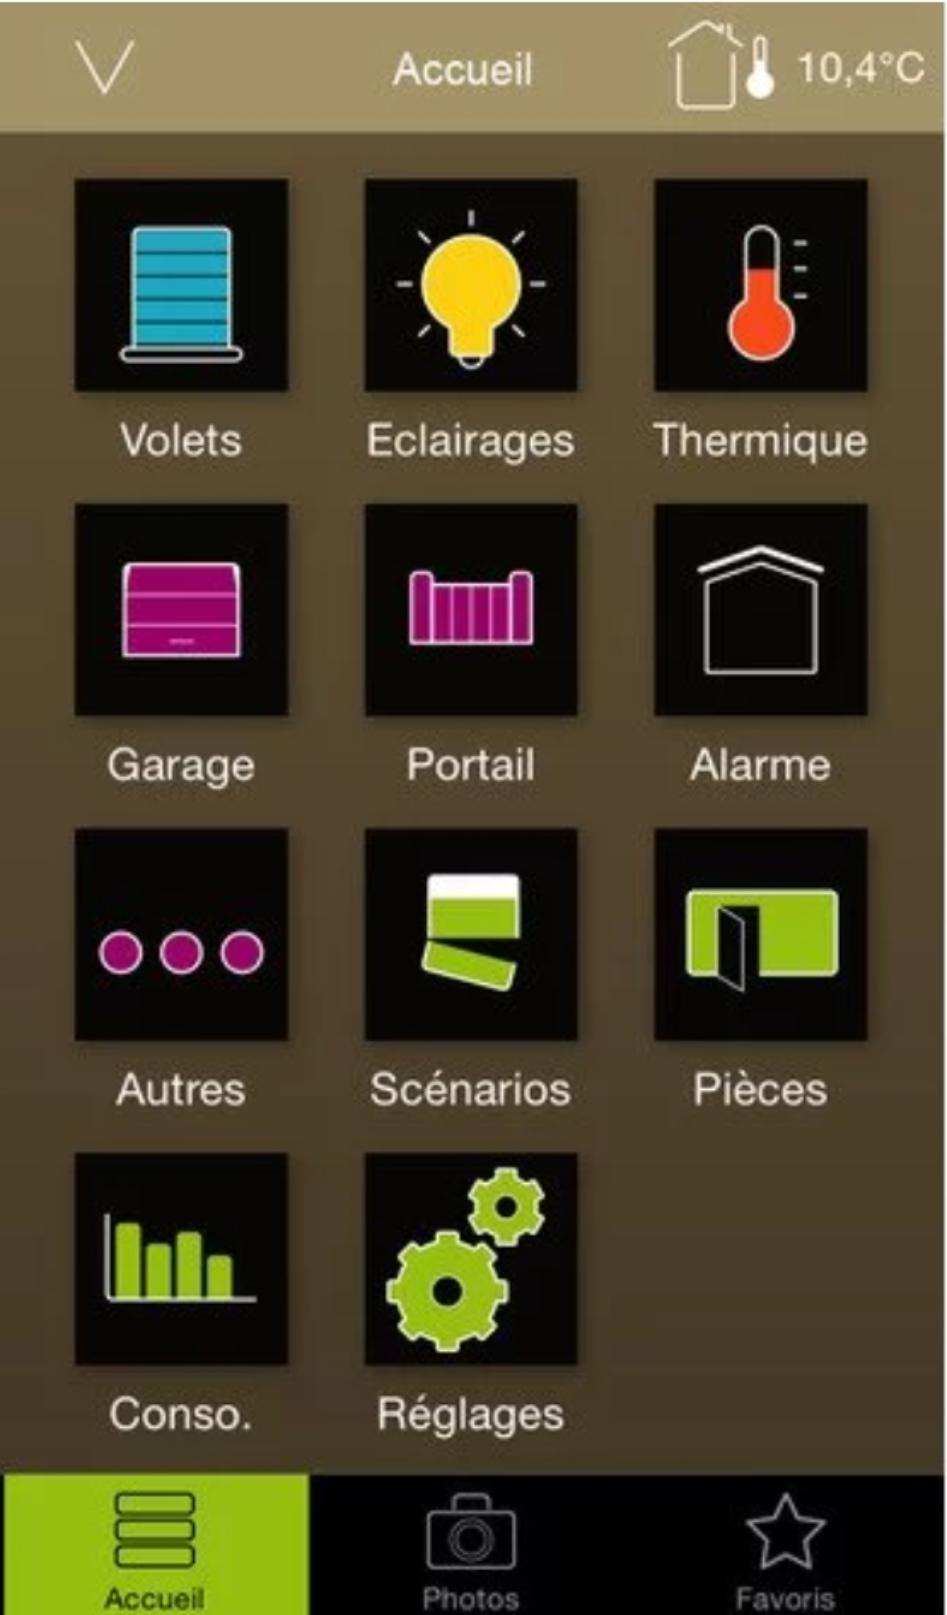 Accueil
10,4°C
Volets
Eclairages
Thermique
Garage
Portail
Alarme
Autres
Scénarios
Pièces
Conso.
Réglages
Accueil
Photos
Favoris